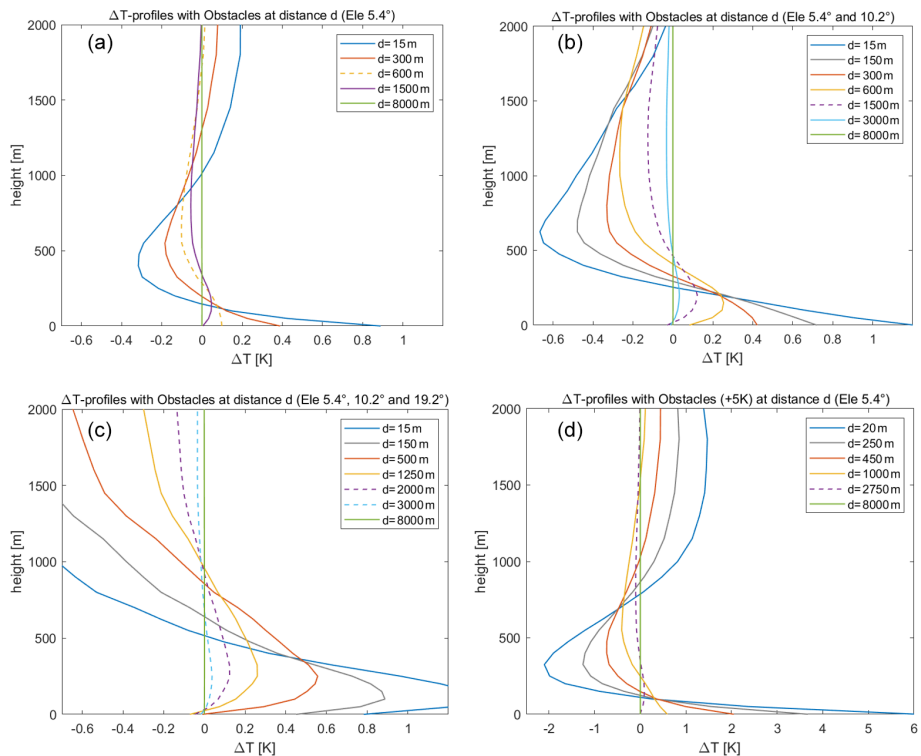 ΔT-profiles with Obstacles at distance d (Ele 5.4°)
(a)
d= 15 m
d= 300 m
d= 600 m
d= 1500 m
d= 8000 m
2000
1500
1000
500
0
height [m]
-0.6 -0.4 -0.2 0 0.2 0.4 0.6 0.8 1
ΔT [K]
ΔT-profiles with Obstacles at distance d (Ele 5.4° and 10.2°)
(b)
d= 15 m
d= 150 m
d= 300 m
d= 600 m
d= 1500 m
d= 3000 m
d= 8000 m
2000
1500
1000
500
0
height [m]
-0.6 -0.4 -0.2 0 0.2 0.4 0.6 0.8 1
ΔT [K]
ΔT-profiles with Obstacles at distance d (Ele 5.4°, 10.2° and 19.2°)
(c)
d= 15 m
d= 150 m
d= 500 m
d= 1250 m
d= 2000 m
d= 3000 m
d= 8000 m
2000
1500
1000
500
0
height [m]
-0.6 -0.4 -0.2 0 0.2 0.4 0.6 0.8 1
ΔT [K]
ΔT-profiles with Obstacles (+5K) at distance d (Ele 5.4°)
(d)
d= 20 m
d= 250 m
d= 450 m
d= 1000 m
d= 2750 m
d= 8000 m
2000
1500
1000
500
0
height [m]
-2 -1 0 1 2 3 4 5 6
ΔT [K]